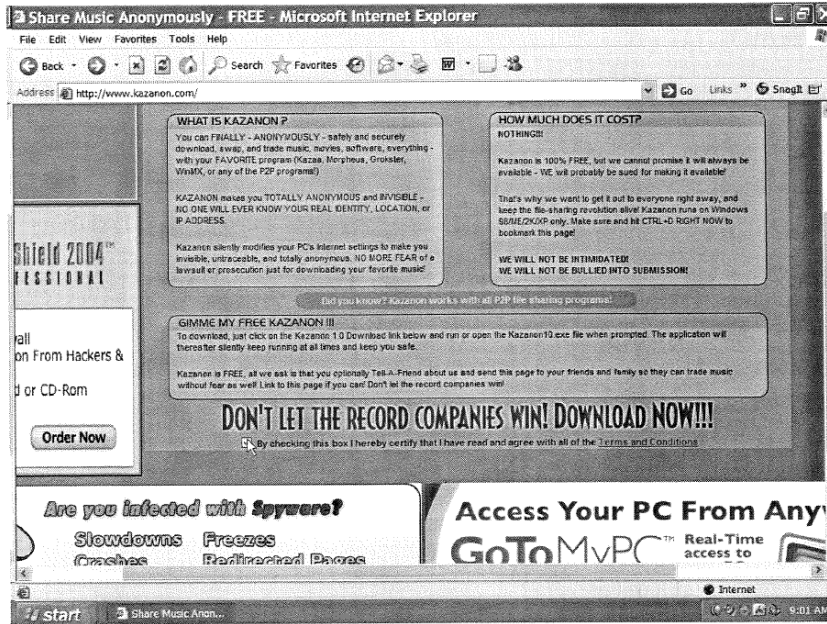 Share Music Anonymously - FREE - Microsoft Internet Explorer
File Edit View Favorites Tools Help
Back Search Favorites
Address http://www.kazanon.com/ Go Links » SnagIt
WHAT IS KAZANON ?
You can FINALLY - ANONYMOUSLY - safely and securely
download, swap, and trade music, movies, software, everything -
with your FAVORITE program (Kazaa, Morpheus, Grokster,
WinMX, or any of the P2P programs!)
KAZANON makes you TOTALLY ANONYMOUS and INVISIBLE -
NO ONE WILL EVER KNOW YOUR REAL IDENTITY, LOCATION, or
IP ADDRESS.
Kazanon silently modifies your PC's Internet settings to make you
invisible, untraceable, and totally anonymous. NO MORE FEAR of a
lawsuit or prosecution just for downloading your favorite music!
HOW MUCH DOES IT COST?
NOTHING!!!
Kazanon is 100% FREE, but we cannot promise it will always be
available - WE will probably be sued for making it available!
That's why we want to get it out to everyone right away, and
keep the file-sharing revolution alive! Kazanon runs on Windows
98/ME/2K/XP only. Make sure and hit CTRL+D RIGHT NOW to
bookmark this page!
WE WILL NOT BE INTIMIDATED!
WE WILL NOT BE BULLIED INTO SUBMISSION!
Did you know? Kazanon works with all P2P file sharing programs!
GIMME MY FREE KAZANON !!!
To download, just click on the Kazanon 1.0 Download link below and run or open the Kazanon10.exe file when prompted. The application will
thereafter silently keep running at all times and keep you safe.
Kazanon is FREE, all we ask is that you optionally Tell-A-Friend about us and send this page to your friends and family so they can trade music
without fear as well! Link to this page if you can! Don't let the record companies win!
DON'T LET THE RECORD COMPANIES WIN! DOWNLOAD NOW!!!
By checking this box I hereby certify that I have read and agree with all of the Terms and Conditions
Shield 2004™
FESSIONAL
wall
on From Hackers &
d or CD-Rom
Order Now
Are you infected with Spyware?
Slowdowns Freezes
Crashes Redirected Pages
Access Your PC From Any
GoToMyPC™ Real-Time
access to
Internet
start Share Music Anon... 9:01 AM